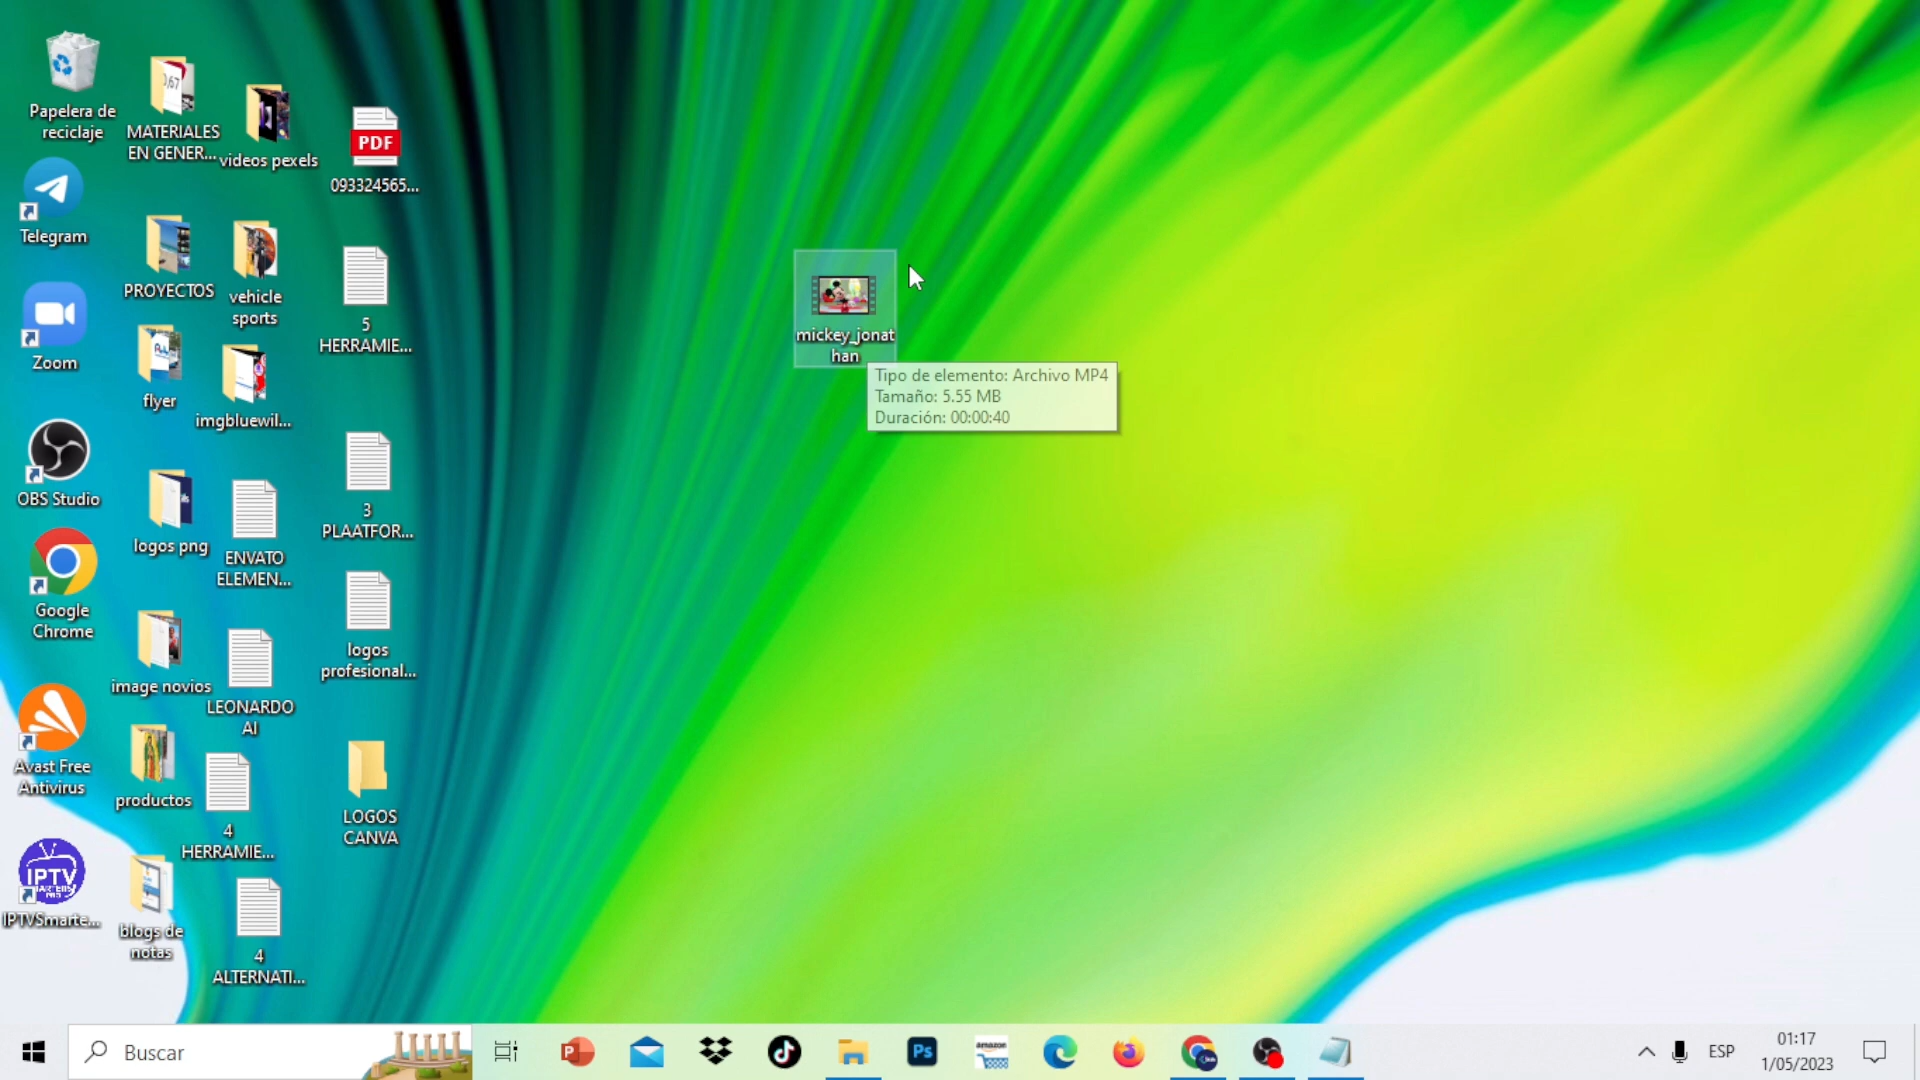 Papelera de
reciclaje
MATERIALES
EN GENER...
videos pexels
PDF
093324565...
Telegram
PROYECTOS
vehicle
sports
5
HERRAMIE...
Zoom
flyer
imgbluewil...
mickey_jonat
han
Tipo de elemento: Archivo MP4
Tamaño: 5.55 MB
Duración: 00:00:40
OBS Studio
logos png
ENVATO
ELEMEN...
3
PLAATFOR...
Google
Chrome
image novios
LEONARDO
AI
logos
profesional...
Avast Free
Antivirus
productos
4
HERRAMIE...
LOGOS
CANVA
IPTV
IPTVSmarte...
blogs de
notas
4
ALTERNATI...
Buscar
P
Ps
amazon
ESP
01:17
1/05/2023